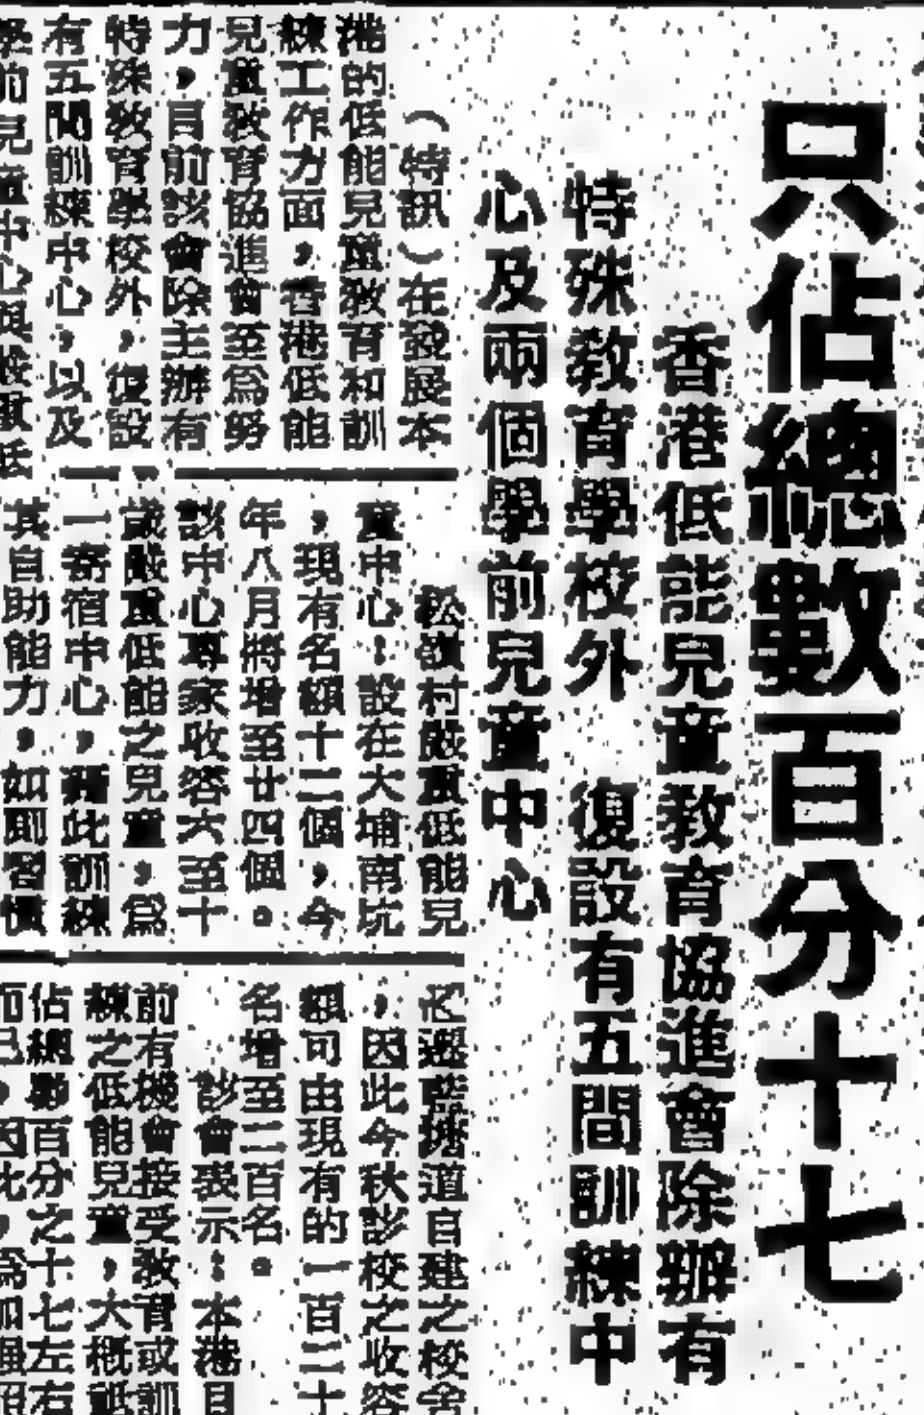 只佔總數百分十七
香港低能兒童教育協進會除辦有
特殊教育學校外　復設有五間訓練中
心及兩個學前兒童中心
（特訊）在發展本
港的低能兒童教育和訓
練工作方面，香港低能
兒童教育協進會至為努
力，目前該會除主辦有
特殊教育學校外，復設
有五間訓練中心，以及
學前兒童中心與
松嶺村嚴重低能兒
童中心：設在大埔南坑
，現有名額十二個，今
年八月將增至廿四個。
該中心專家收容六至十
歲嚴重低能之兒童，為
一寄宿中心，藉此訓練
其自助能力，如則習慣
遷塘道官建之校舍
，因此今秋該校之收容
額可由現有的一百二十
名增至二百名。
該會表示：本港目
前有機會接受教育或訓
練之低能兒童，大概祗
佔總數百分之十七左右
而已，因此，為加